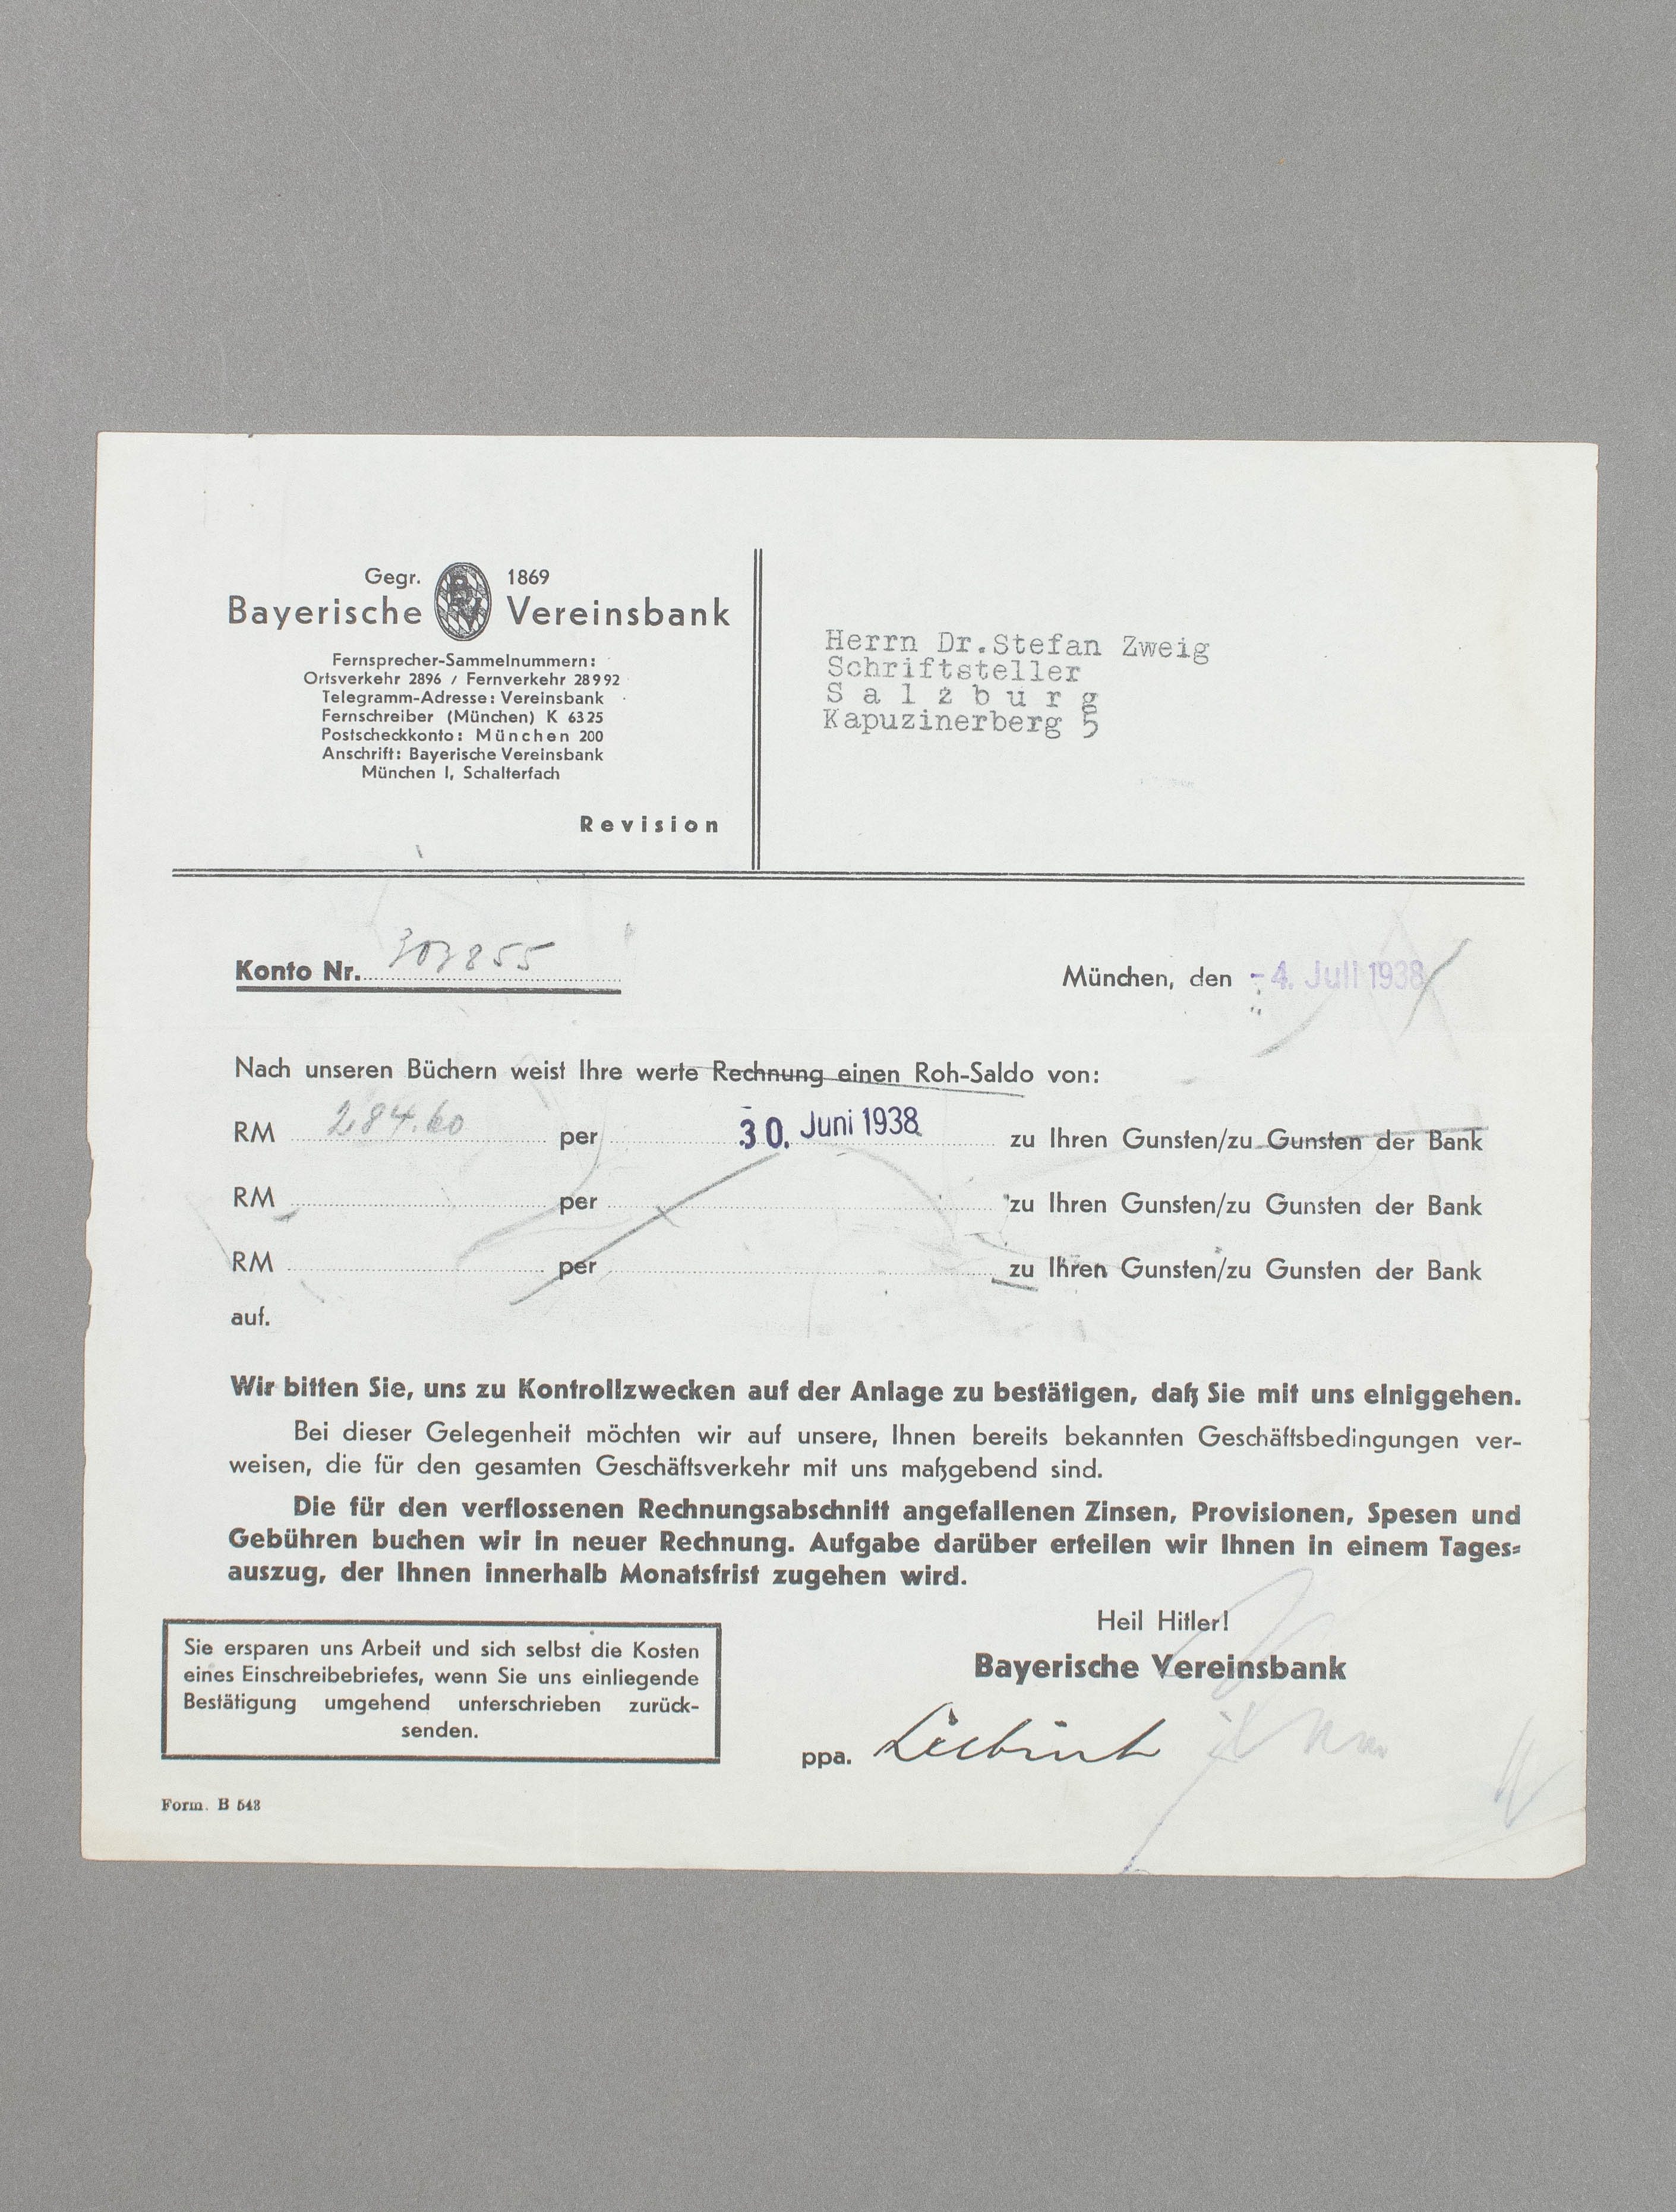 Gegr. 1869
Bayerische Vereinsbank
Fernsprecher-Sammelnummern:
Ortsverkehr 2896 / Fernverkehr 28992
Telegramm-Adresse: Vereinsbank
Fernschreiber (München) K 6325
Postscheckkonto: München 200
Anschrift: Bayerische Vereinsbank
München I, Schalterfach
Revision
Herrn Dr.Stefan Zweig
Schriftsteller
S a l z b u r g
Kapuzinerberg 5
Konto Nr. 303855
München, den -4. Juli 1938
Nach unseren Büchern weist Ihre werte Rechnung einen Roh-Saldo von:
RM 284.60 per 30. Juni 1938 zu Ihren Gunsten/zu Gunsten der Bank
RM per zu Ihren Gunsten/zu Gunsten der Bank
RM per zu Ihren Gunsten/zu Gunsten der Bank
auf.
Wir bitten Sie, uns zu Kontrollzwecken auf der Anlage zu bestätigen, daß Sie mit uns einiggehen.
Bei dieser Gelegenheit möchten wir auf unsere, Ihnen bereits bekannten Geschäftsbedingungen ver-
weisen, die für den gesamten Geschäftsverkehr mit uns maßgebend sind.
Die für den verflossenen Rechnungsabschnitt angefallenen Zinsen, Provisionen, Spesen und
Gebühren buchen wir in neuer Rechnung. Aufgabe darüber erteilen wir Ihnen in einem Tages-
auszug, der Ihnen innerhalb Monatsfrist zugehen wird.
Heil Hitler!
Bayerische Vereinsbank
ppa.
Sie ersparen uns Arbeit und sich selbst die Kosten
eines Einschreibebriefes, wenn Sie uns einliegende
Bestätigung umgehend unterschrieben zurück-
senden.
Form. B 543